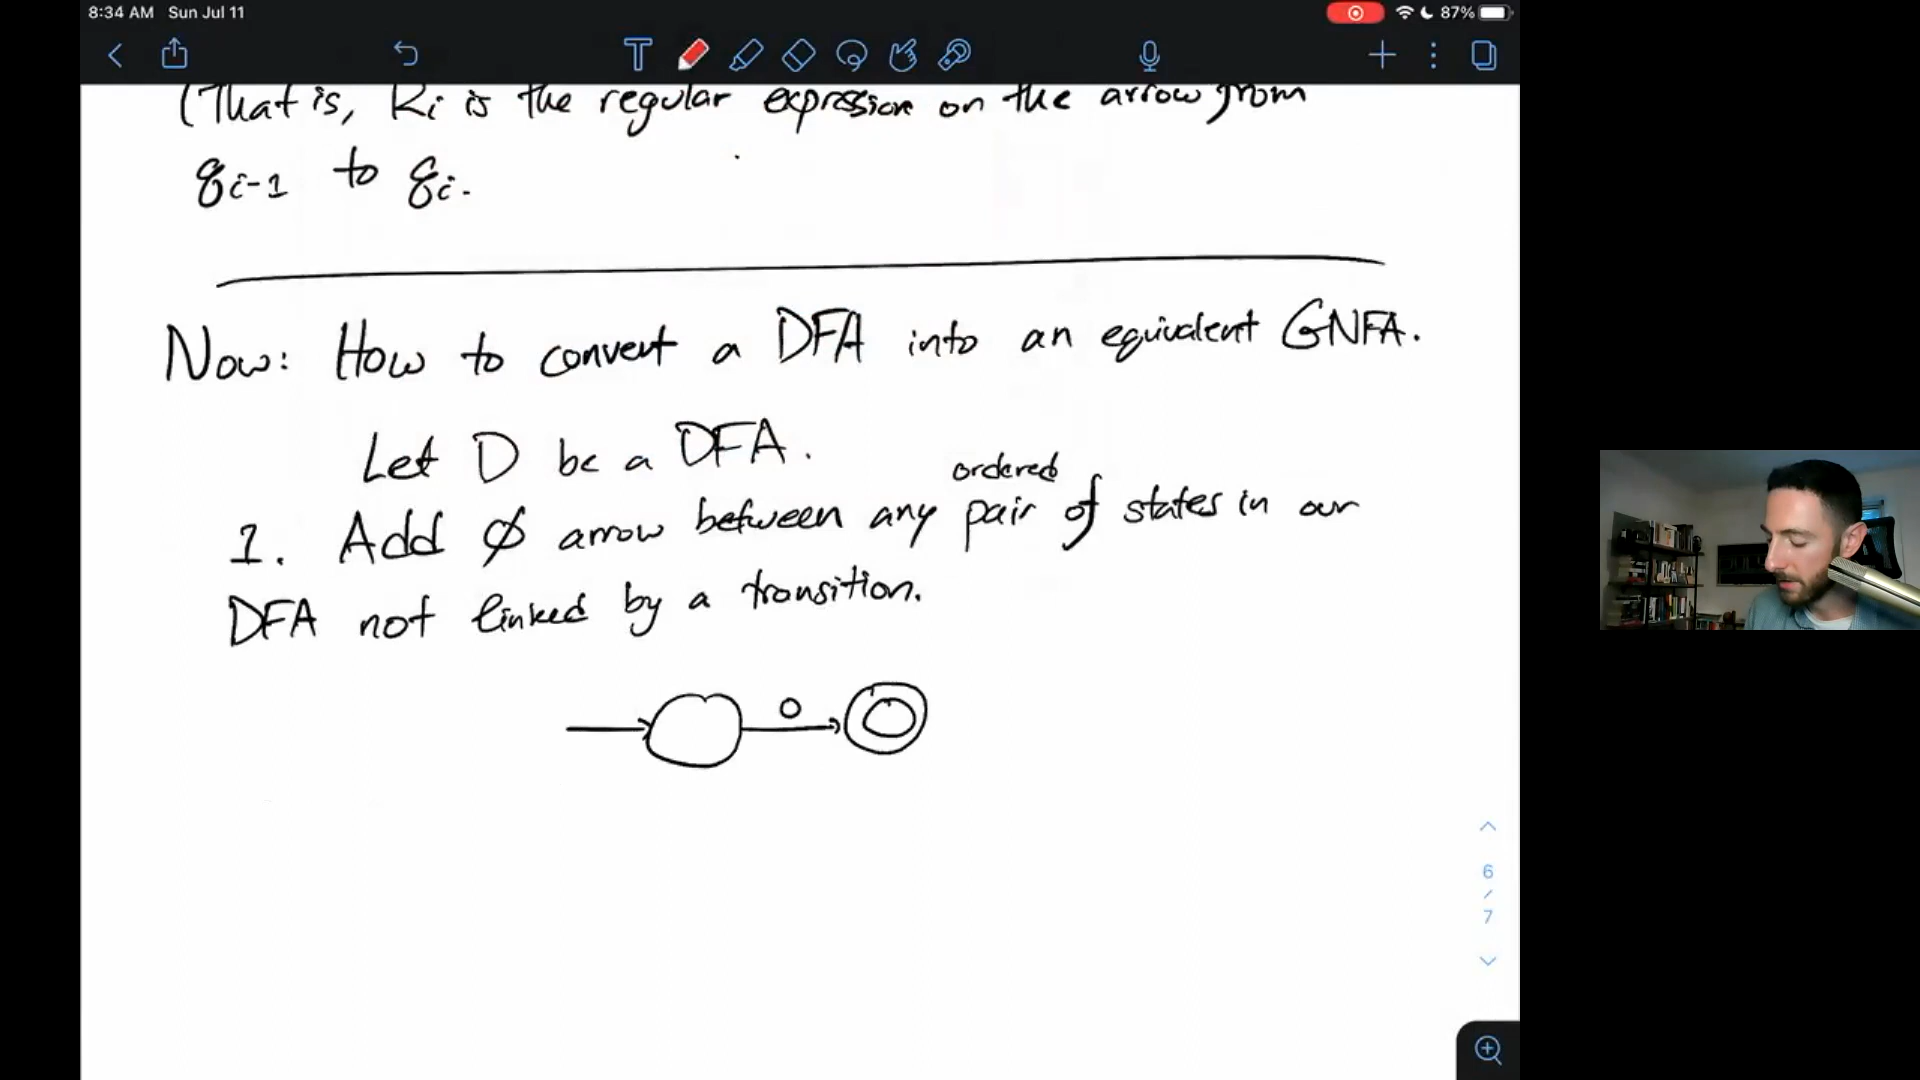 8:34 AM Sun Jul 11
87%
(That is, Ri is the regular expression on the arrow from
qi-1 to qi.
Now: How to convert a DFA into an equivalent GNFA.
Let D be a DFA.
ordered
1. Add ∅ arrow between any pair of states in our
DFA not linked by a transition.
0
6
/
7